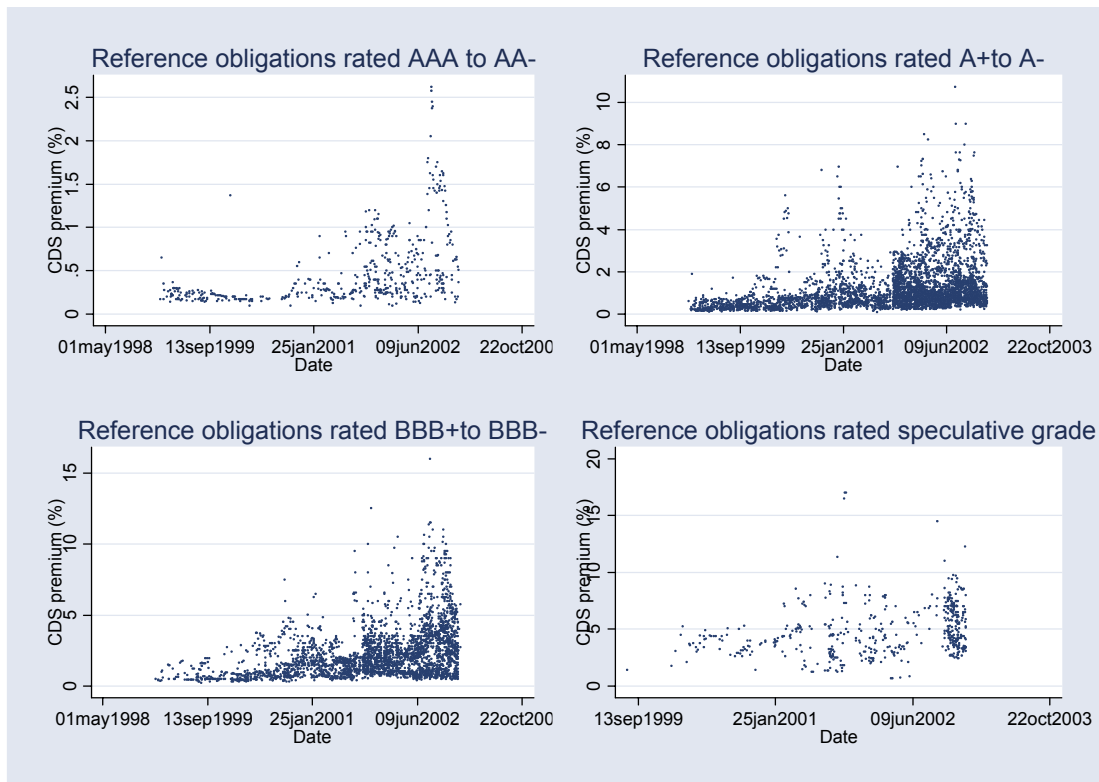 Reference obligations rated AAA to AA-
CDS premium (%)
0
.5
1
1.5
2
2.5
01may1998
13sep1999
25jan2001
09jun2002
22oct200
Date
Reference obligations rated A+to A-
CDS premium (%)
0
2
4
6
8
10
01may1998
13sep1999
25jan2001
09jun2002
22oct2003
Date
Reference obligations rated BBB+to BBB-
CDS premium (%)
0
5
10
15
01may1998
13sep1999
25jan2001
09jun2002
22oct200
Date
Reference obligations rated speculative grade
CDS premium (%)
0
5
10
15
20
13sep1999
25jan2001
09jun2002
22oct2003
Date